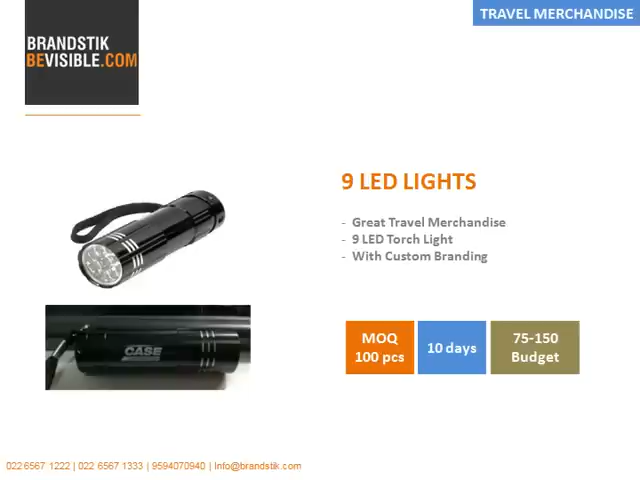 TRAVEL MERCHANDISE
BRANDSTIK
BEVISIBLE.COM
9 LED LIGHTS
- Great Travel Merchandise
- 9 LED Torch Light
- With Custom Branding
CASE
MOQ
100 pcs
10 days
75-150
Budget
022 6567 1222 | 022 6567 1333 | 9594070940 | Info@brandstik.com